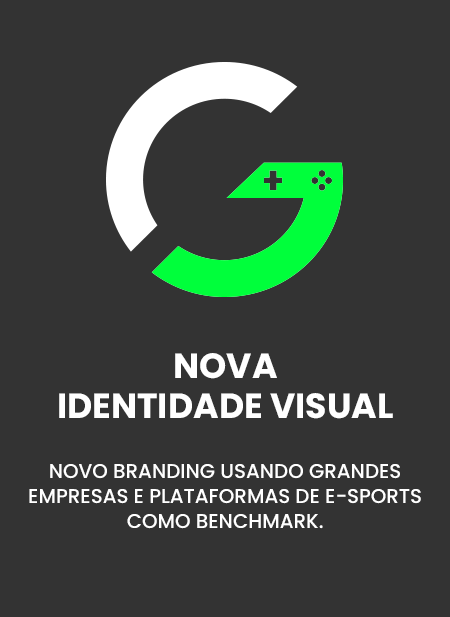 NOVA
IDENTIDADE VISUAL
NOVO BRANDING USANDO GRANDES
EMPRESAS E PLATAFORMAS DE E-SPORTS
COMO BENCHMARK.